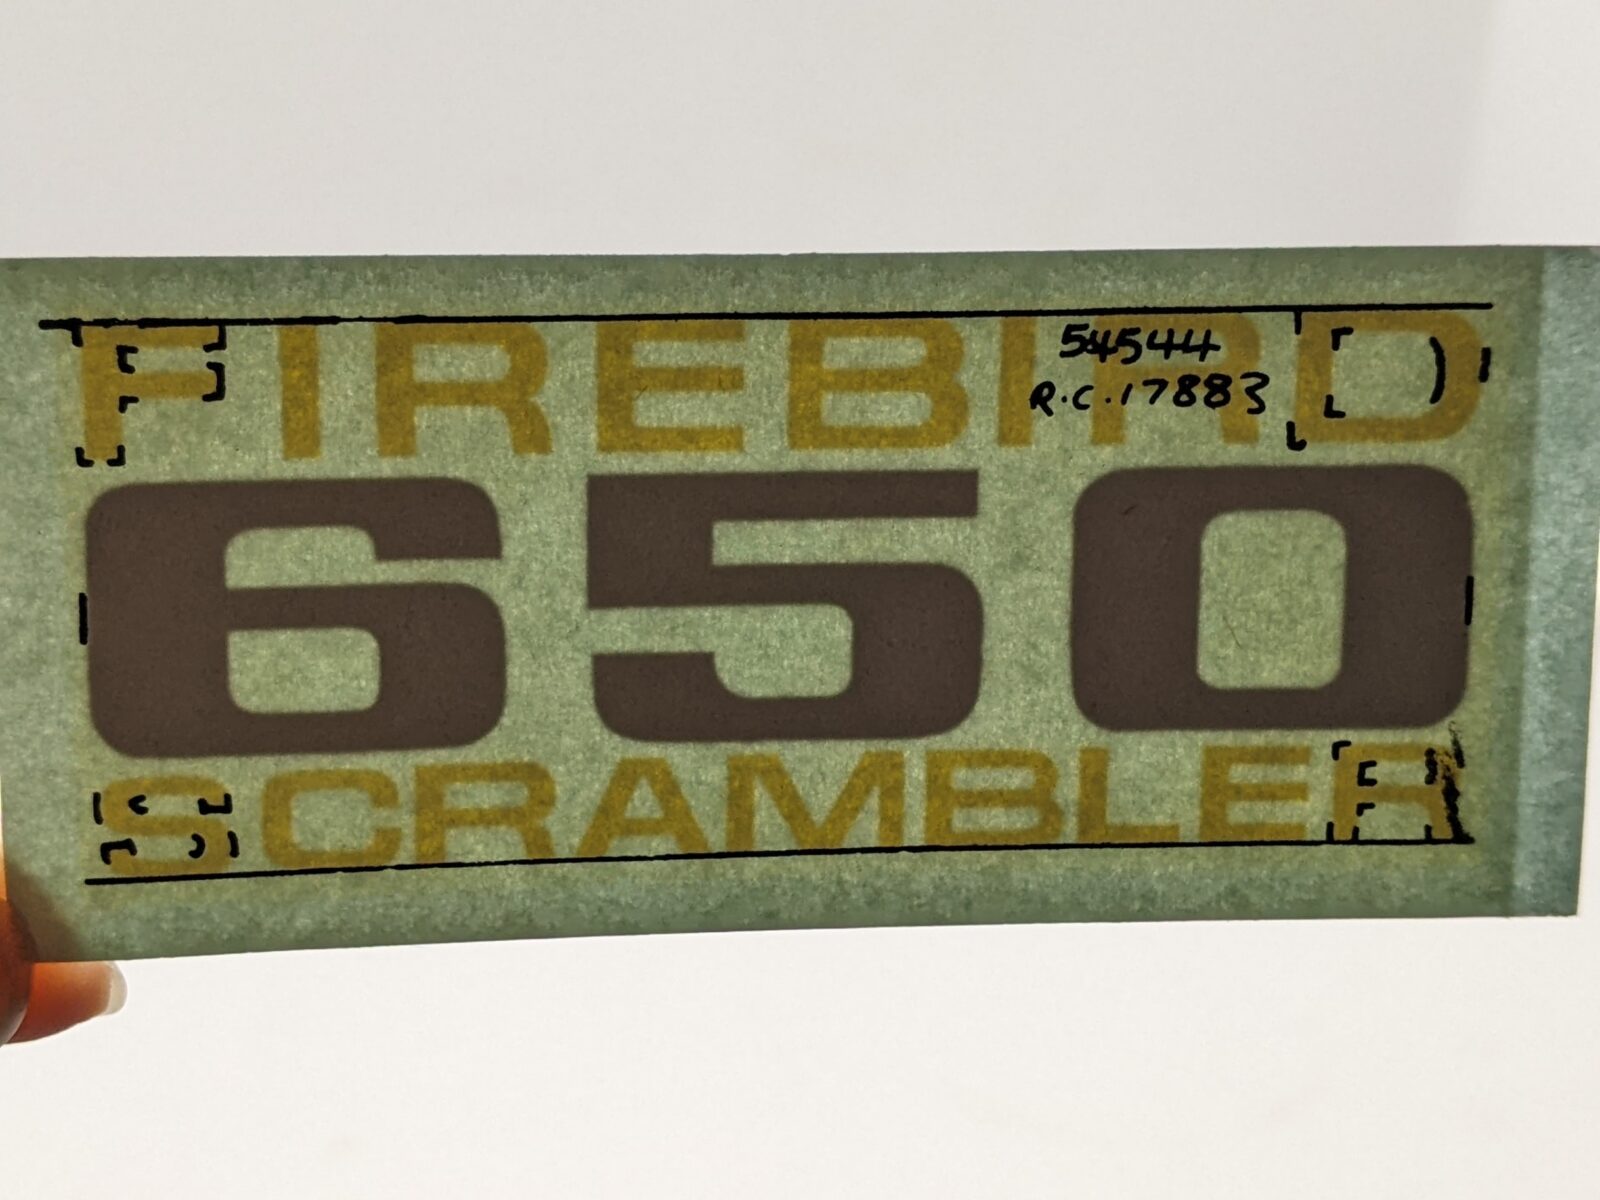 FIREBIRD
54544
R.C.17883
650
SCRAMBLER